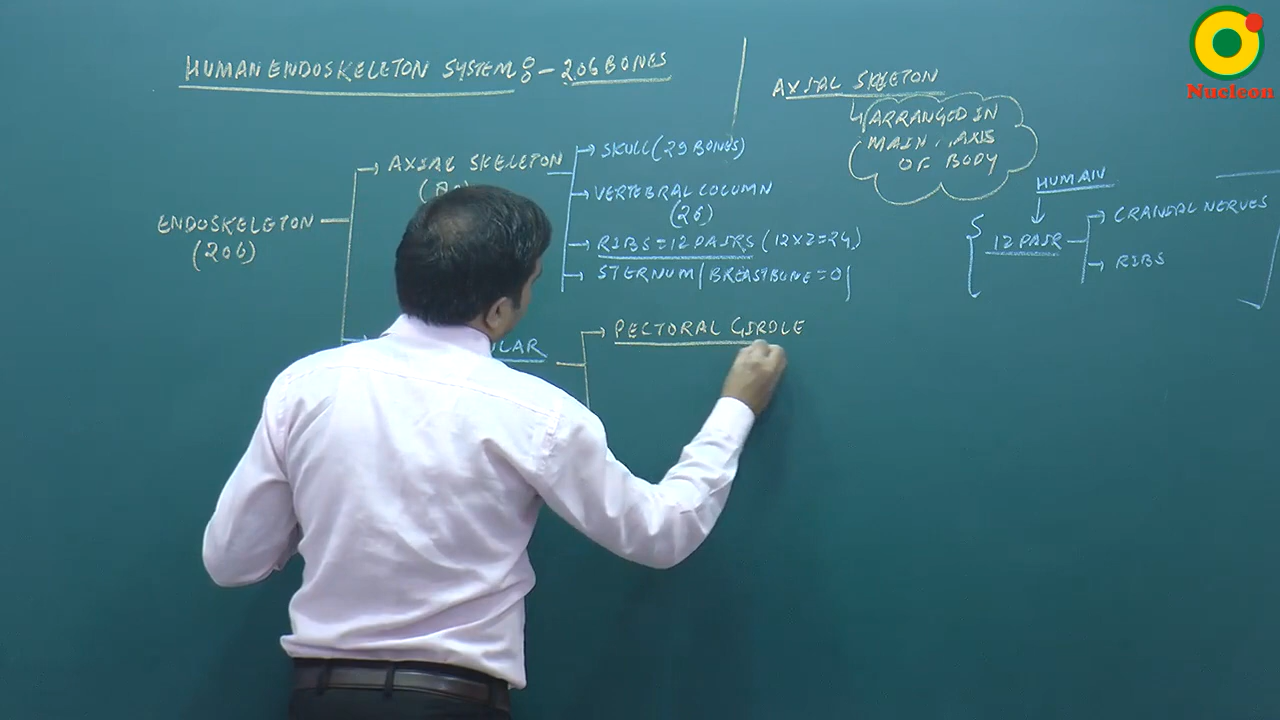 HUMAN ENDOSKELETON SYSTEM :- 206 BONES
ENDOSKELETON
(206)
AXIAL SKELETON
SKULL (29 BONES)
VERTEBRAL COLUMN
(26)
RIBS = 12 PAIRS (12x2=24)
STERNUM (BREASTBONE = 01
LAR
PECTORAL GIRDLE
AXIAL SKELETON
ARRANGED IN
MAIN AXIS
OF BODY
HUMAN
12 PAIR
CRANIAL NERVES
RIBS
Nucleon